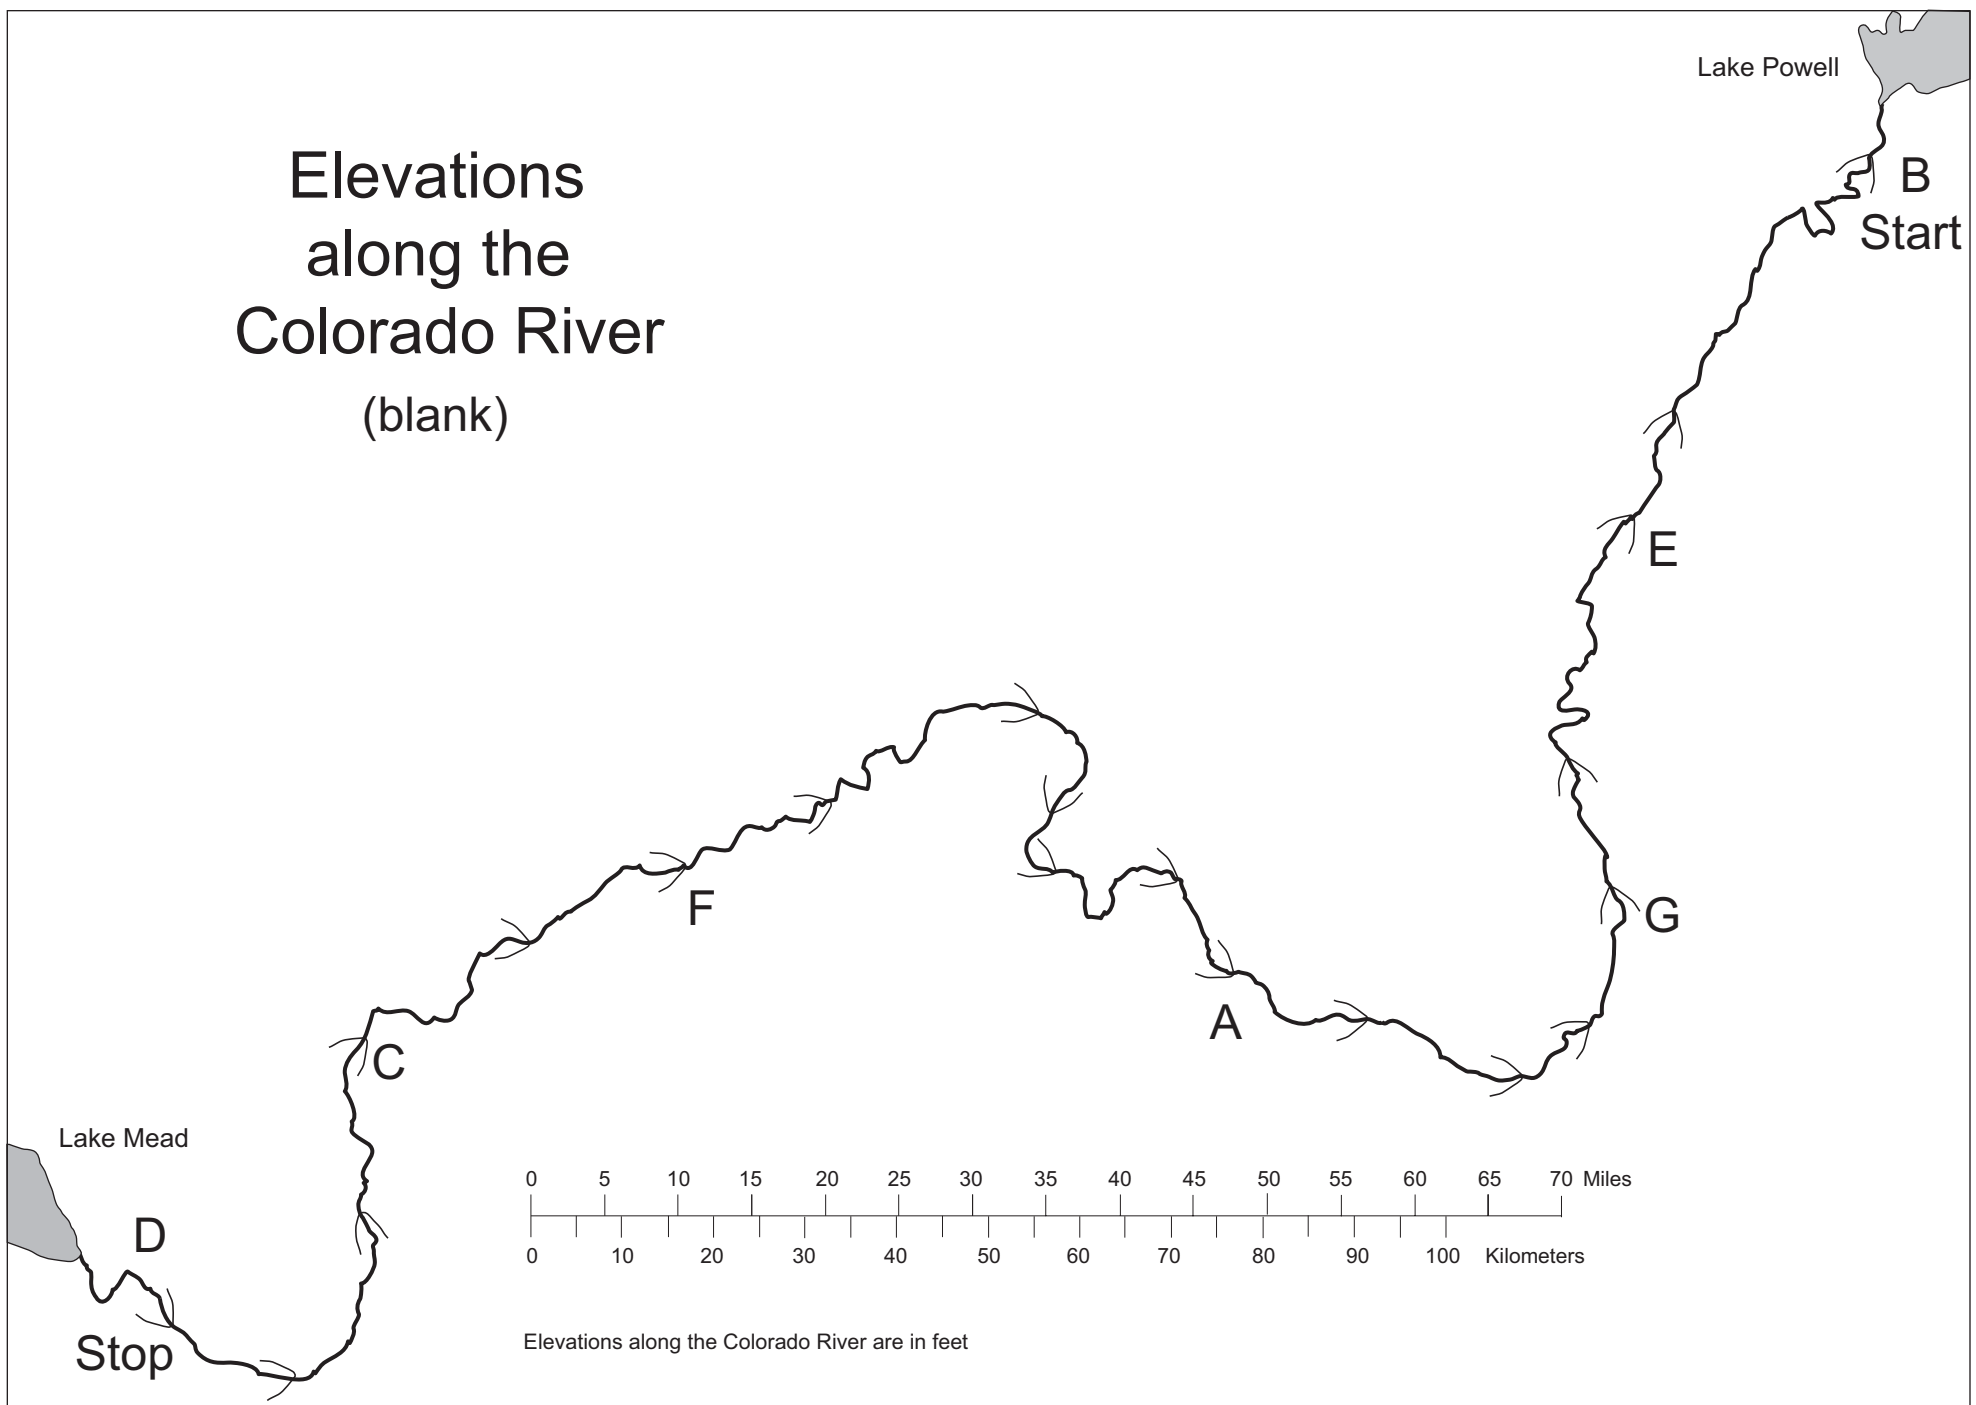 Lake Powell
Elevations
along the
Colorado River
(blank)
B
Start
E
F
G
A
C
Lake Mead
D
Stop
0 5 10 15 20 25 30 35 40 45 50 55 60 65 70 Miles
0 10 20 30 40 50 60 70 80 90 100 Kilometers
Elevations along the Colorado River are in feet